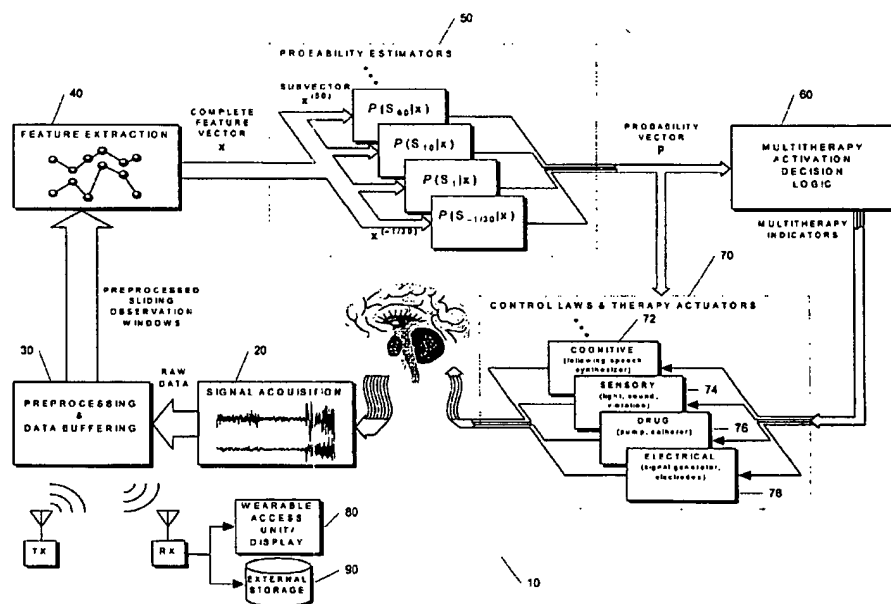 50
PROBABILITY ESTIMATORS
40
FEATURE EXTRACTION
COMPLETE
FEATURE
VECTOR
X
SUBVECTOR
X(60)
P(S60|x)
P(S10|x)
P(S1|x)
P(S-1/30|x)
X(-1/30)
PROBABILITY
VECTOR
P
60
MULTITHERAPY
ACTIVATION
DECISION
LOGIC
MULTITHERAPY
INDICATORS
PREPROCESSED
SLIDING
OBSERVATION
WINDOWS
70
CONTROL LAWS & THERAPY ACTUATORS
72
COGNITIVE
(following speech
synthesizer)
SENSORY
(light, sound,
vibration)
74
DRUG
(pump, catheter)
76
ELECTRICAL
(signal generator,
electrodes)
78
30
PREPROCESSING
&
DATA BUFFERING
RAW
DATA
20
SIGNAL ACQUISITION
TX
RX
WEARABLE
ACCESS
UNIT/
DISPLAY
80
EXTERNAL
STORAGE
90
10